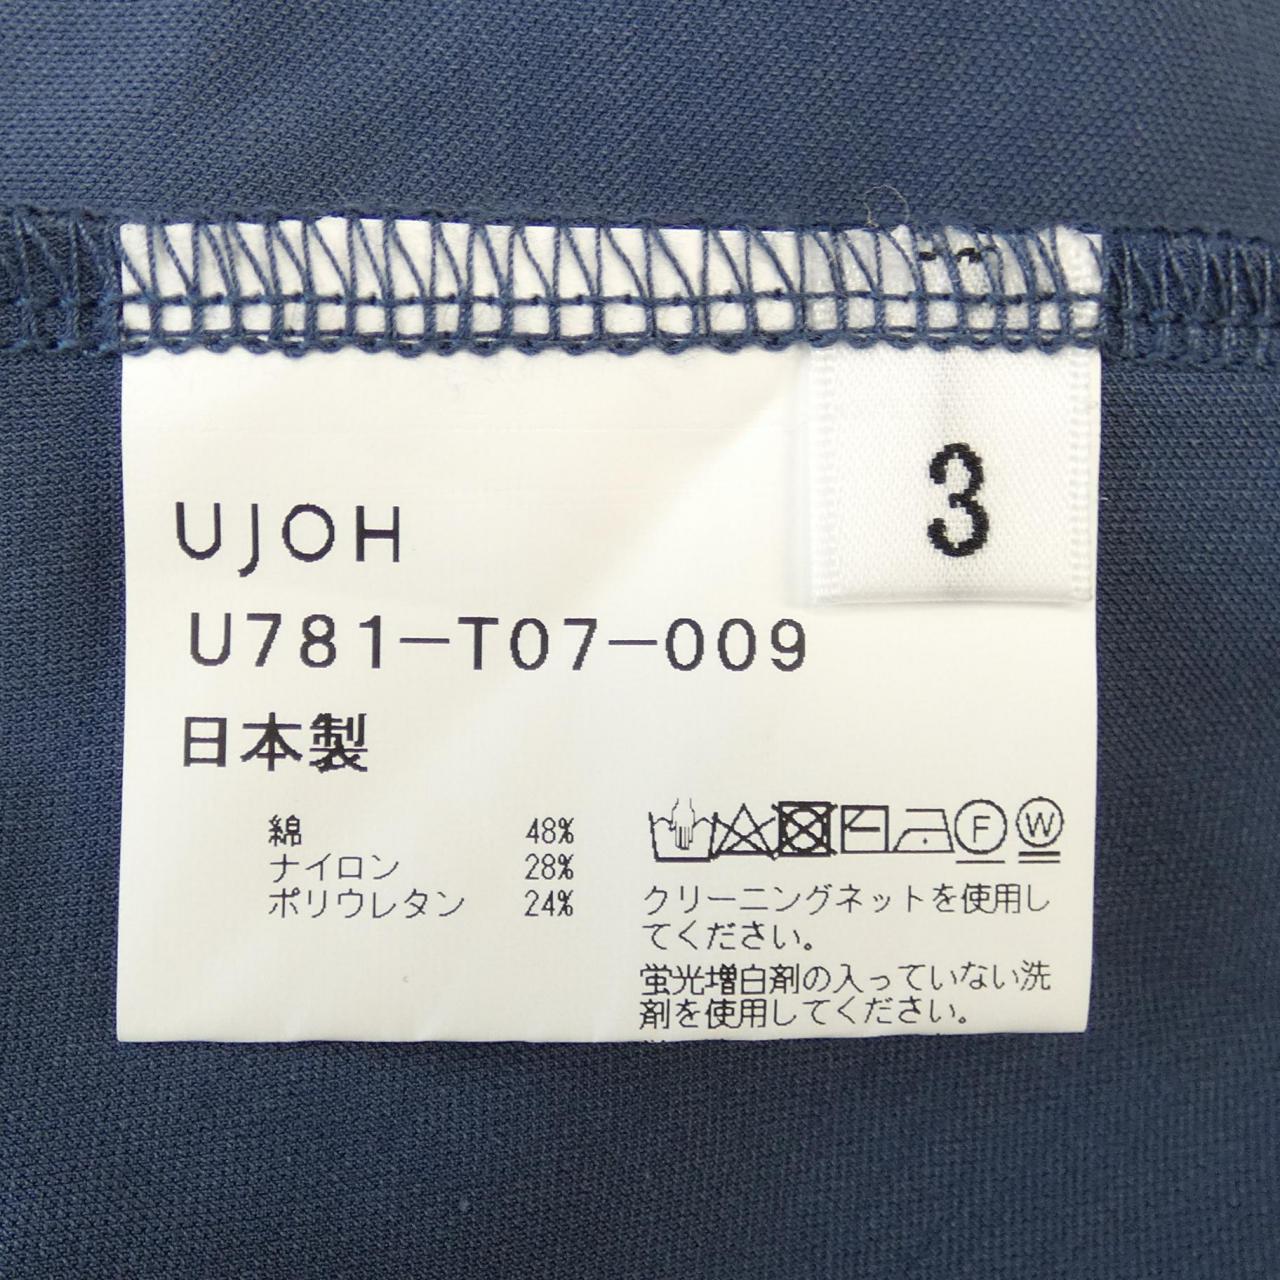 3
UJOH
U781-T07-009
日本製
綿 48%
ナイロン 28%
ポリウレタン 24%
F
W
クリーニングネットを使用し
てください。
蛍光増白剤の入っていない洗
剤を使用してください。